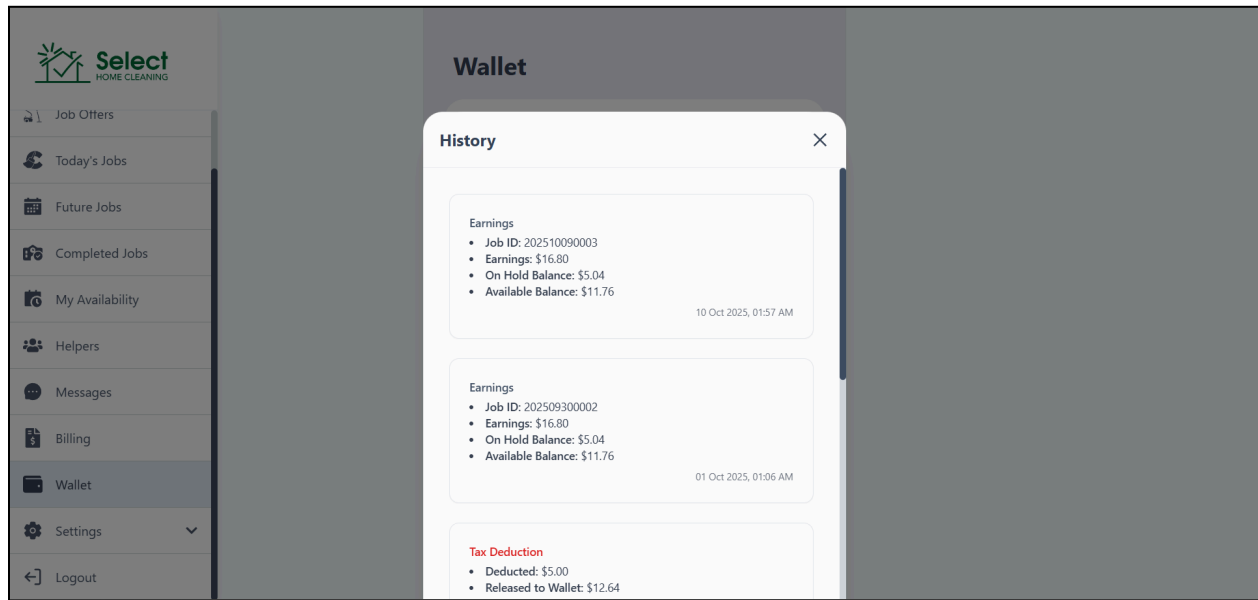 Select
HOME CLEANING
Job Offers
Today's Jobs
Future Jobs
Completed Jobs
My Availability
Helpers
Messages
Billing
Wallet
Settings
Logout
Wallet
History
Earnings
• Job ID: 202510090003
• Earnings: $16.80
• On Hold Balance: $5.04
• Available Balance: $11.76
10 Oct 2025, 01:57 AM
Earnings
• Job ID: 202509300002
• Earnings: $16.80
• On Hold Balance: $5.04
• Available Balance: $11.76
01 Oct 2025, 01:06 AM
Tax Deduction
• Deducted: $5.00
• Released to Wallet: $12.64